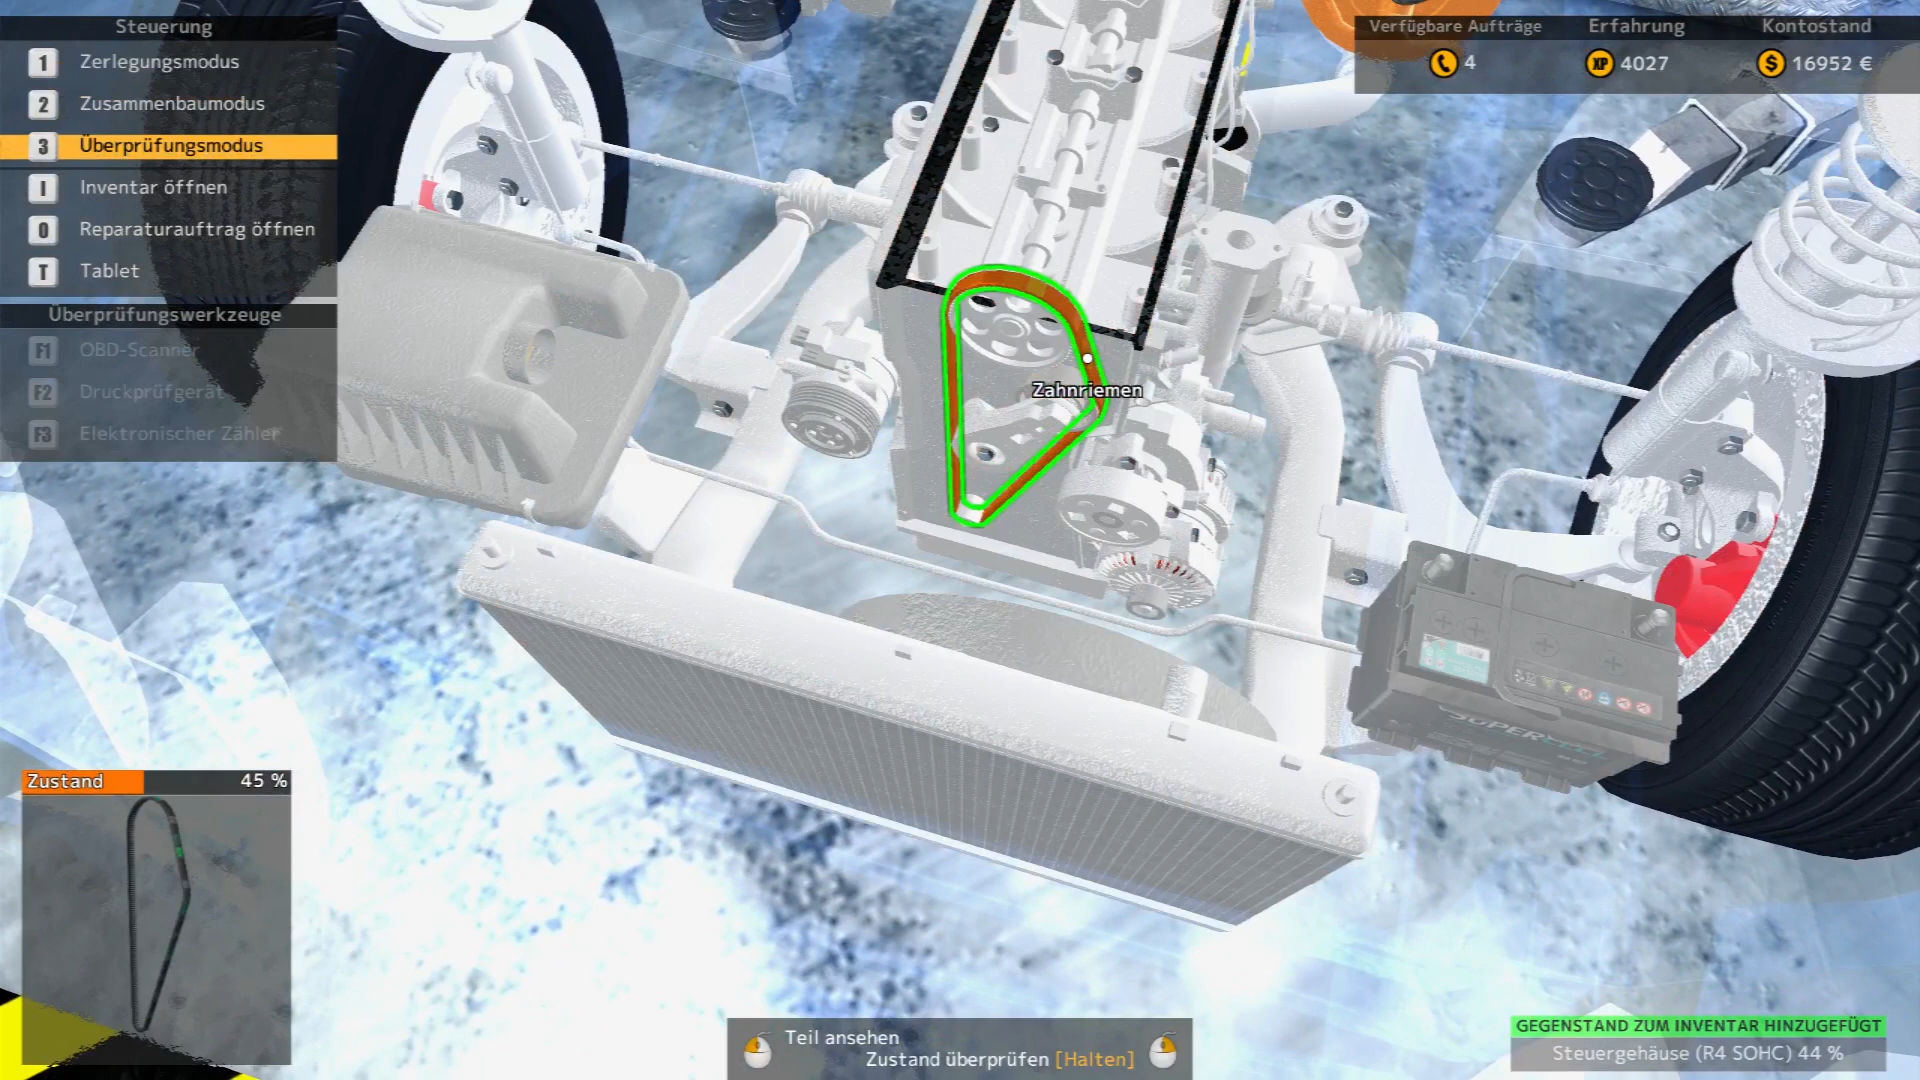 Steuerung
1 Zerlegungsmodus
2 Zusammenbaumodus
3 Überprüfungsmodus
I Inventar öffnen
O Reparaturauftrag öffnen
T Tablet
Überprüfungswerkzeuge
F1 OBD-Scanner
F2 Druckprüfgerät
F3 Elektronischer Zähler
Verfügbare Aufträge Erfahrung Kontostand
4 XP 4027 $ 16952 €
Zahnriemen
SUPER
Zustand 45 %
Teil ansehen
Zustand überprüfen [Halten]
GEGENSTAND ZUM INVENTAR HINZUGEFÜGT
Steuergehäuse (R4 SOHC) 44 %